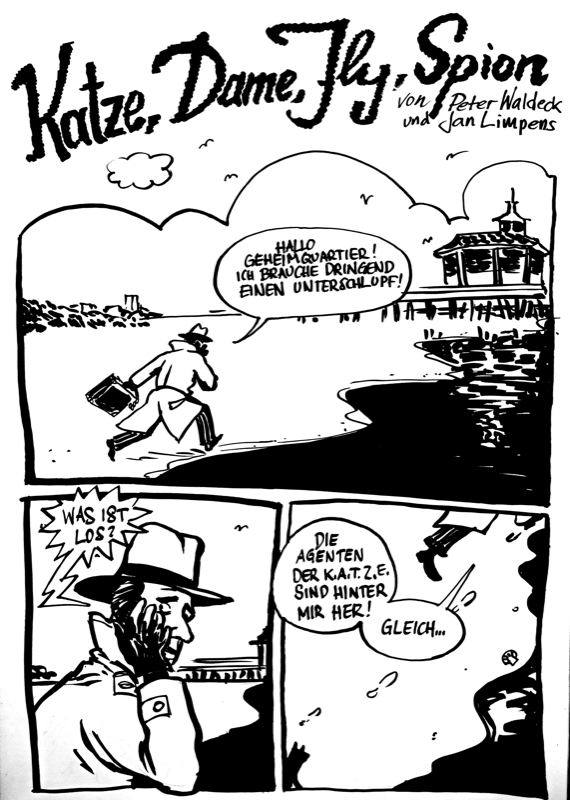 Katze, Dame, Fly, Spion
von Peter Waldeck
und Jan Limpens
HALLO
GEHEIMQUARTIER!
ICH BRAUCHE DRINGEND
EINEN UNTERSCHLUPF!
WAS IST
LOS?
DIE
AGENTEN
DER K.A.T.Z.E.
SIND HINTER
MIR HER!
GLEICH...